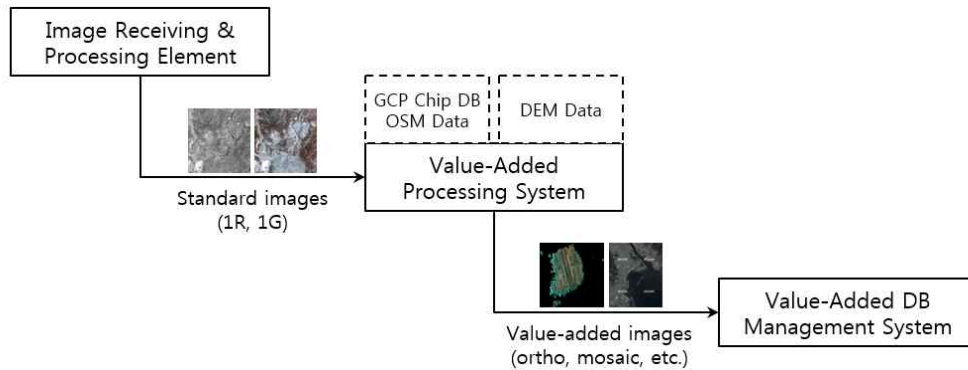 Image Receiving &
Processing Element
GCP Chip DB
OSM Data
DEM Data
Value-Added
Processing System
Standard images
(1R, 1G)
Value-added images
(ortho, mosaic, etc.)
Value-Added DB
Management System